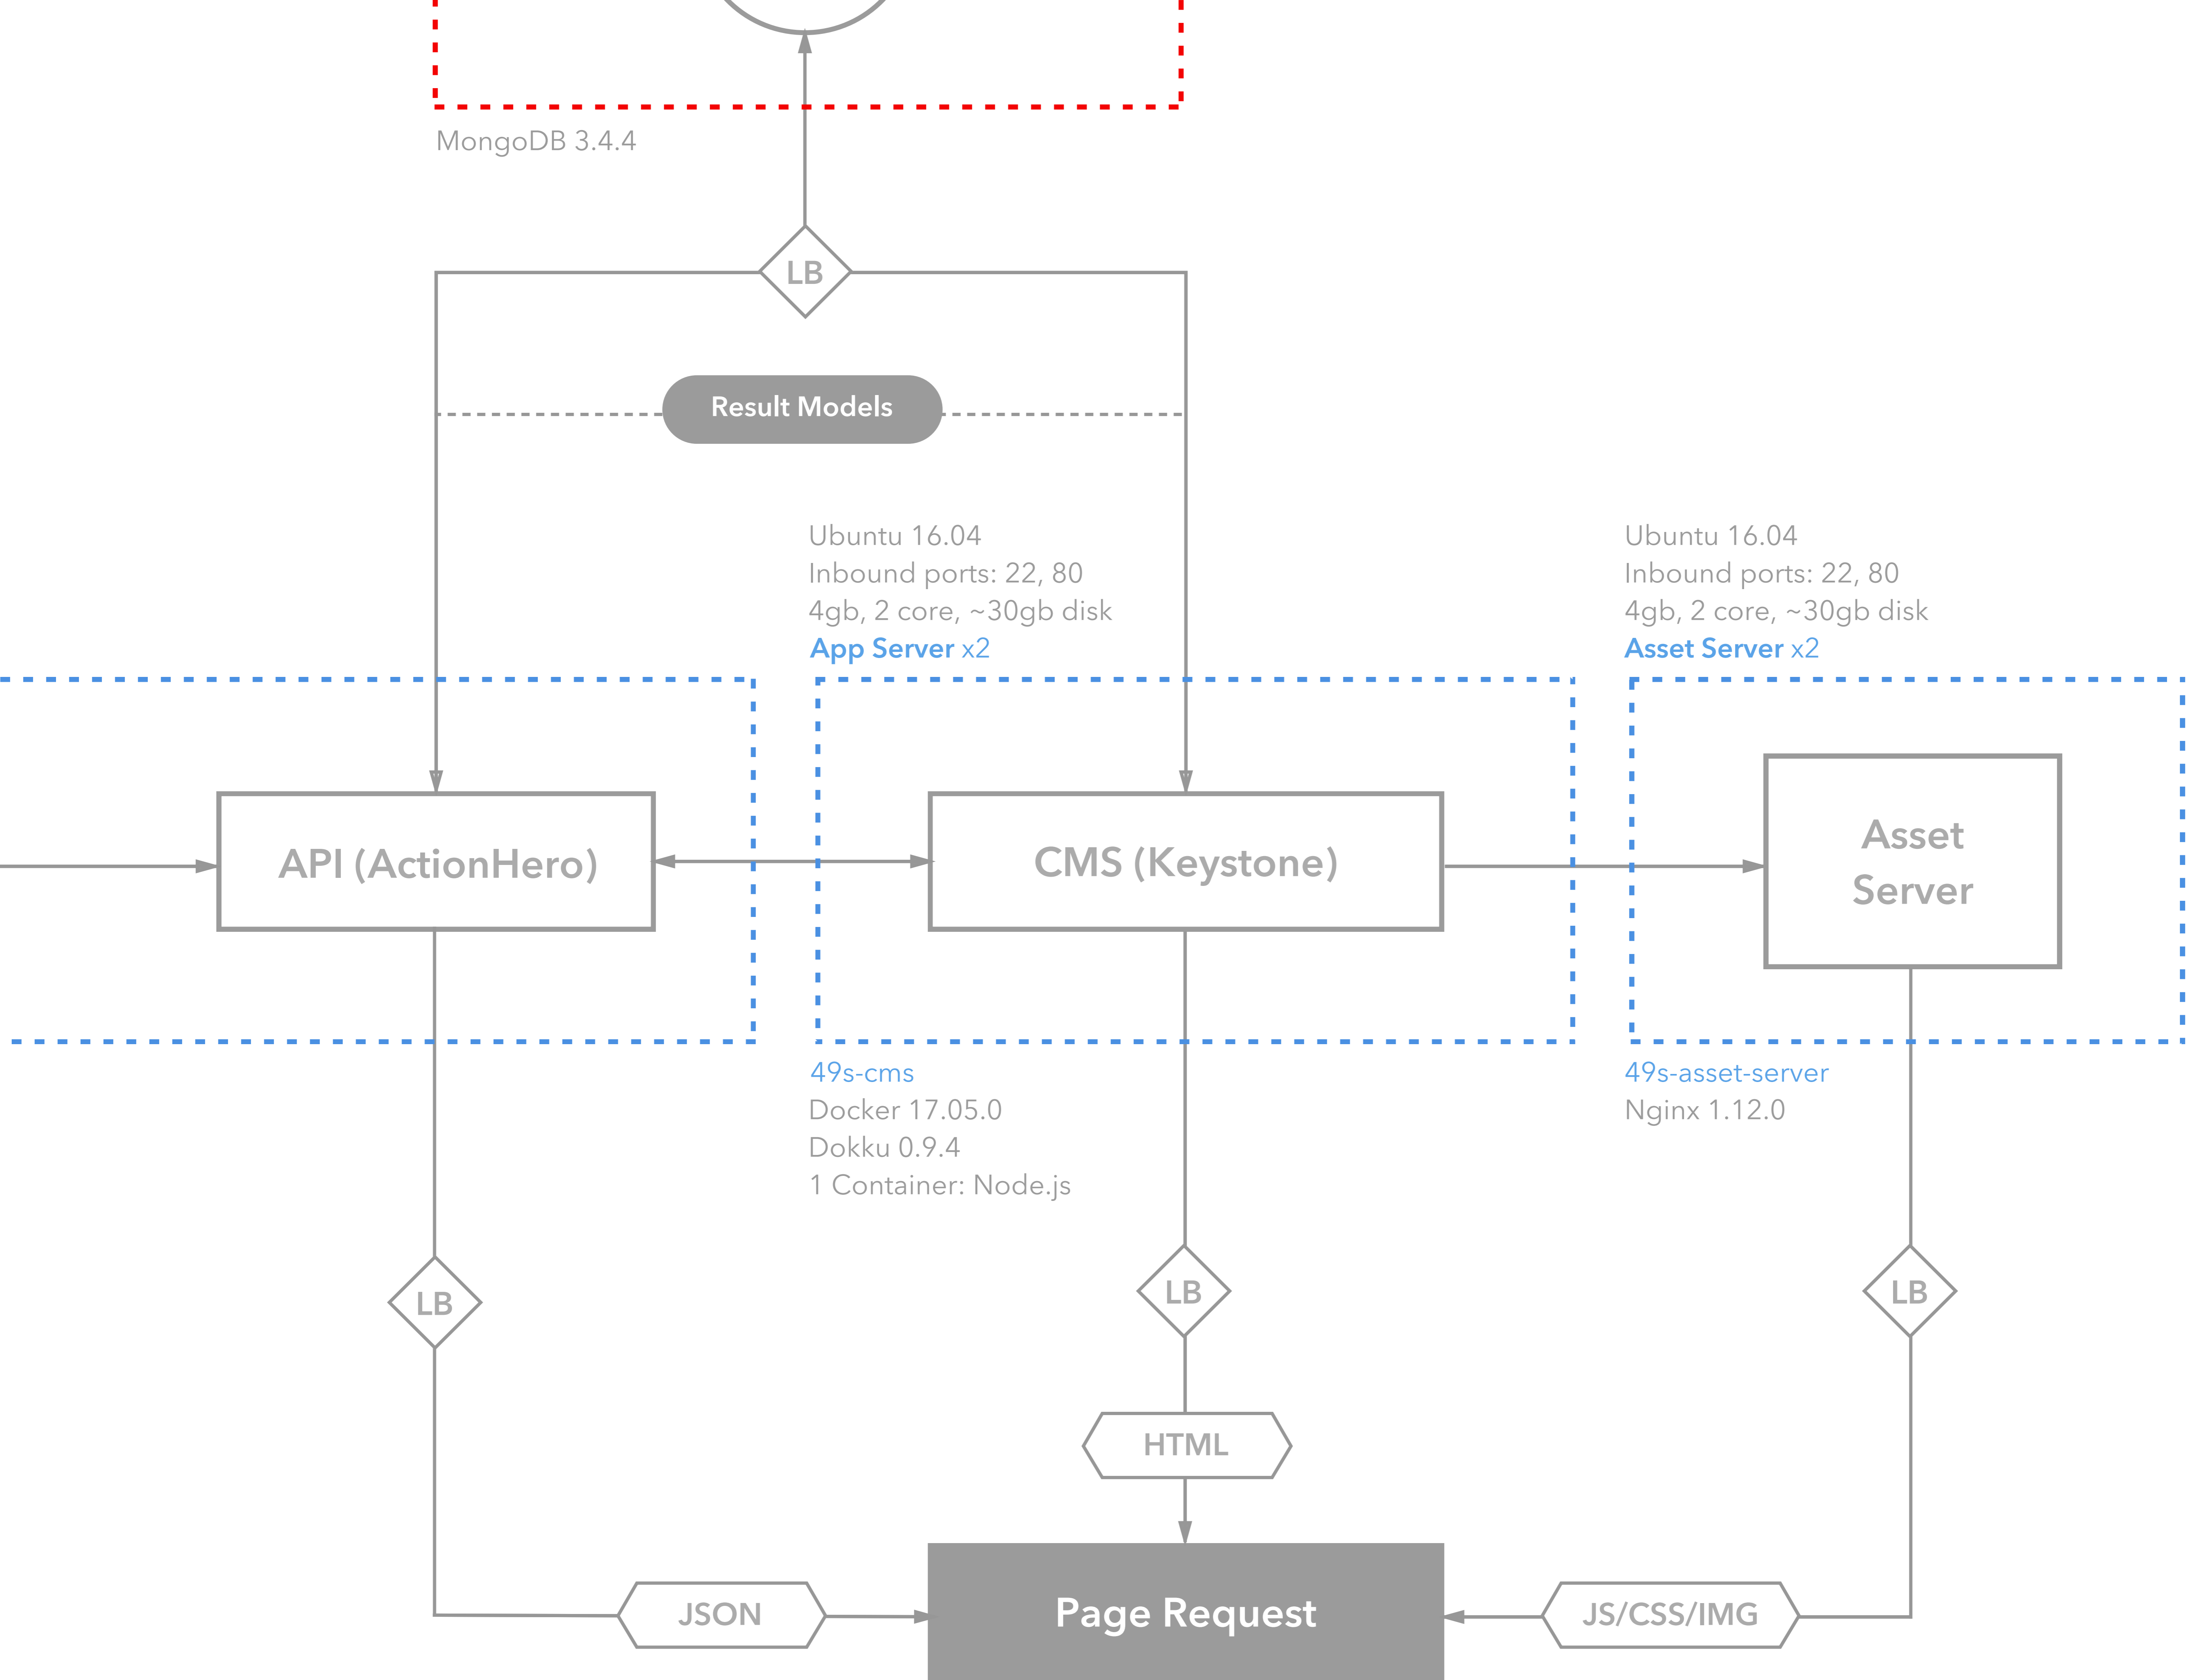 MongoDB 3.4.4
LB
Result Models
Ubuntu 16.04
Inbound ports: 22, 80
4gb, 2 core, ~30gb disk
App Server x2
Ubuntu 16.04
Inbound ports: 22, 80
4gb, 2 core, ~30gb disk
Asset Server x2
API (ActionHero)
CMS (Keystone)
Asset
Server
49s-cms
Docker 17.05.0
Dokku 0.9.4
1 Container: Node.js
49s-asset-server
Nginx 1.12.0
LB
LB
LB
HTML
JSON
Page Request
JS/CSS/IMG